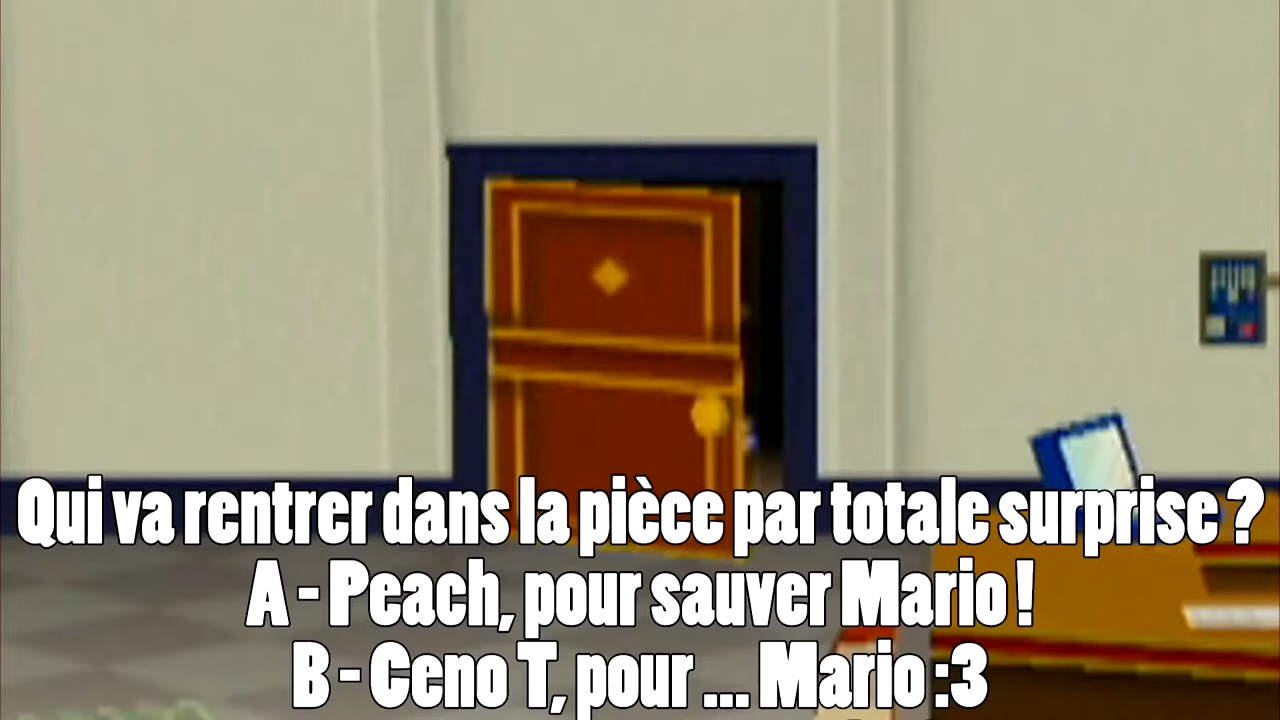 Qui va rentrer dans la pièce par totale surprise ?
A - Peach, pour sauver Mario !
B - Ceno T, pour ... Mario :3